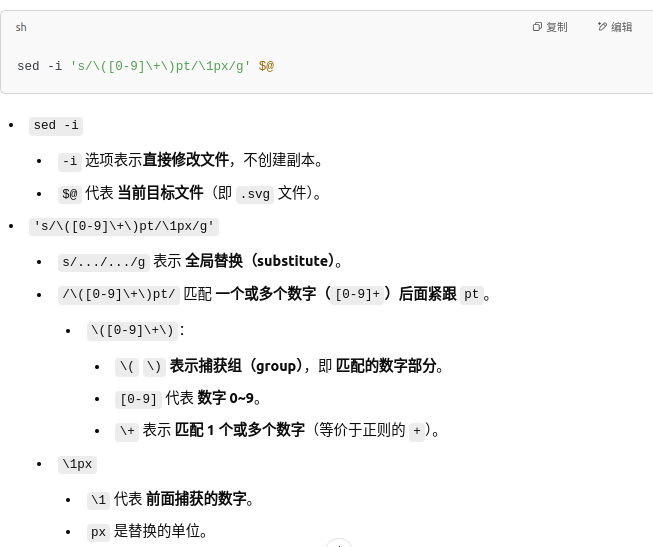 sh 复制 编辑
sed -i 's/\([0-9]\+\)pt/\1px/g' $@
• sed -i
• -i 选项表示直接修改文件，不创建副本。
• $@ 代表 当前目标文件（即 .svg 文件）。
• 's/\([0-9]\+\)pt/\1px/g'
• s/.../.../g 表示 全局替换（substitute）。
• /\([0-9]\+\)pt/ 匹配 一个或多个数字（[0-9]+）后面紧跟 pt。
• \([0-9]\+\)：
• \( \) 表示捕获组（group），即 匹配的数字部分。
• [0-9] 代表 数字 0~9。
• \+ 表示 匹配 1 个或多个数字（等价于正则的 +）。
• \1px
• \1 代表 前面捕获的数字。
• px 是替换的单位。